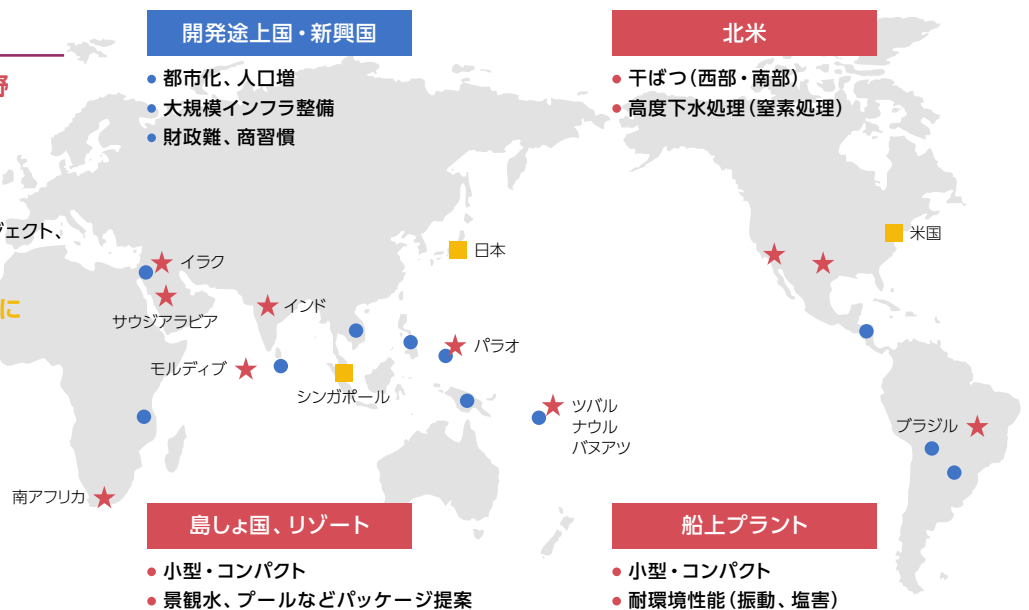 野
ジェクト、
に
開発途上国・新興国
● 都市化、人口増
● 大規模インフラ整備
● 財政難、商習慣
北米
● 干ばつ（西部・南部）
● 高度下水処理（窒素処理）
米国
日本
イラク
サウジアラビア
インド
モルディブ
シンガポール
パラオ
ツバル
ナウル
バヌアツ
ブラジル
南アフリカ
島しょ国、リゾート
● 小型・コンパクト
● 景観水、プールなどパッケージ提案
船上プラント
● 小型・コンパクト
● 耐環境性能（振動、塩害）